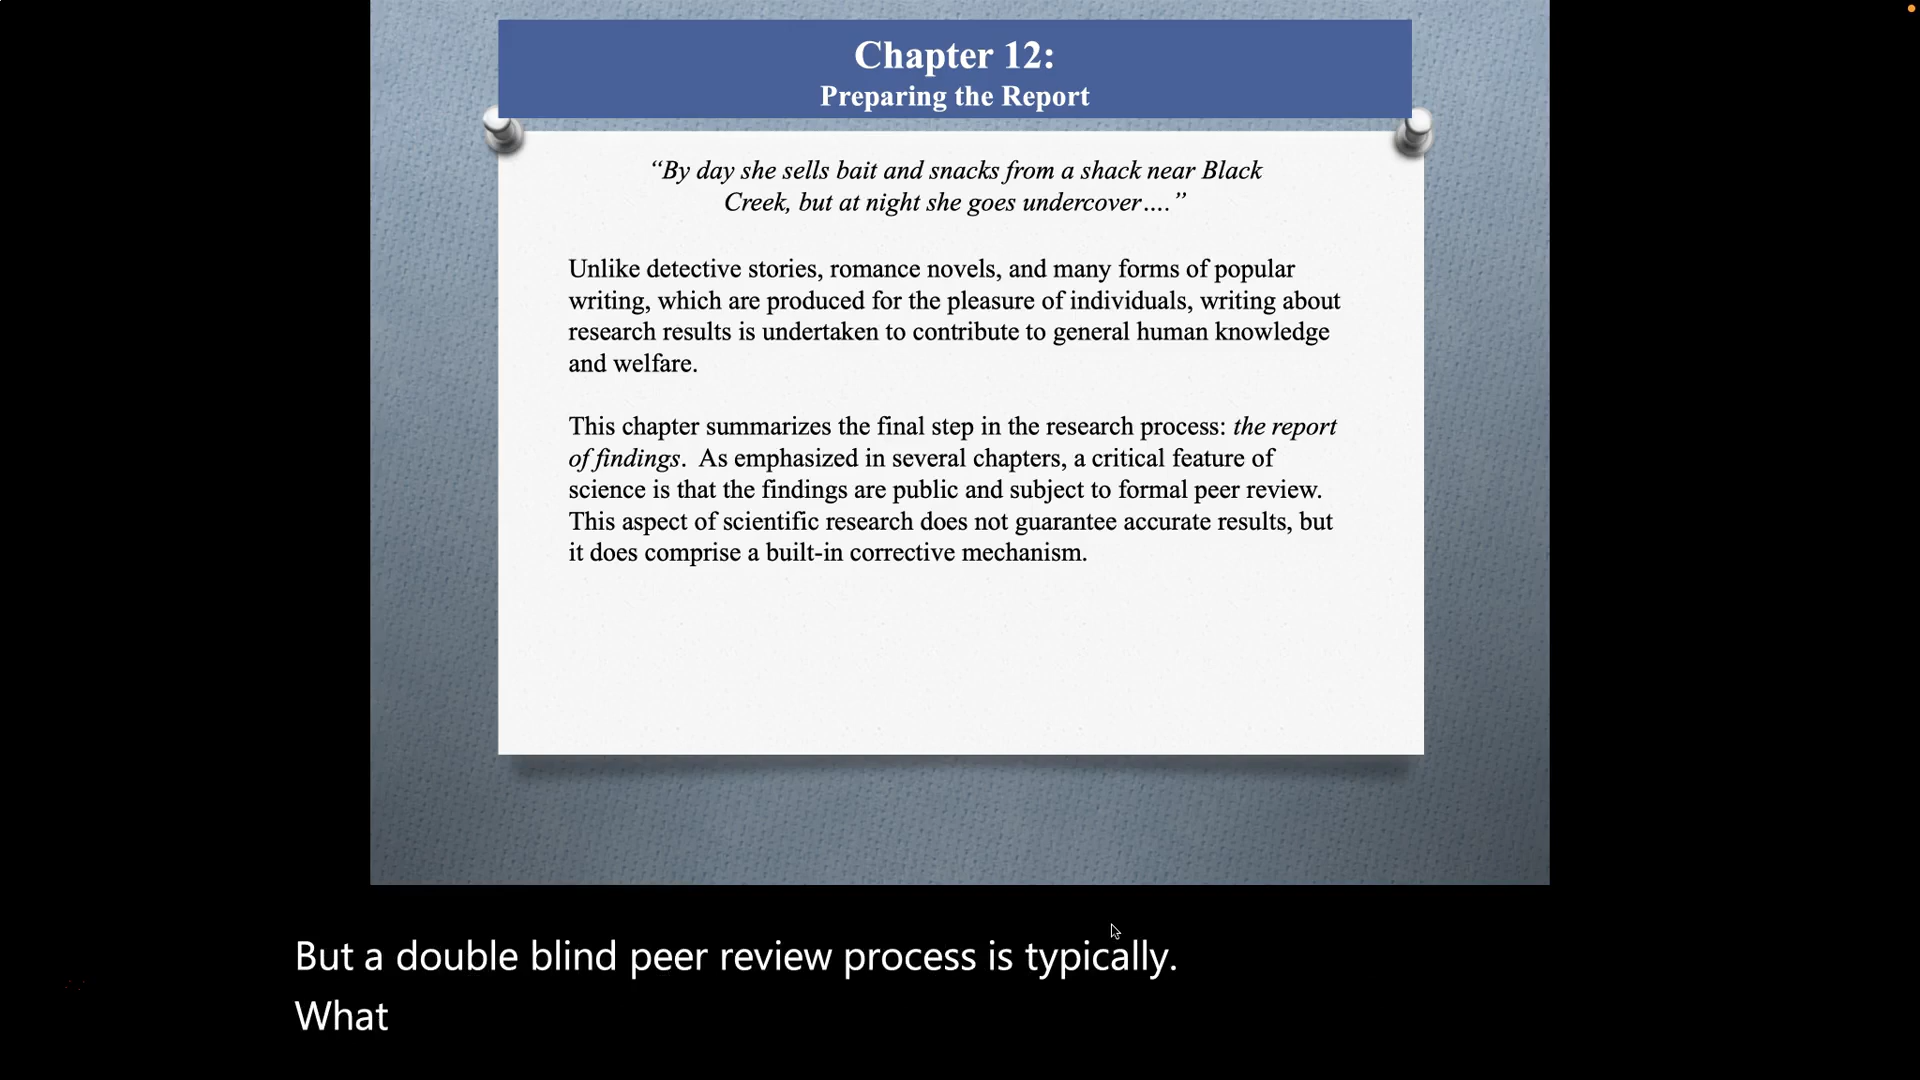 Chapter 12:
Preparing the Report
“By day she sells bait and snacks from a shack near Black
Creek, but at night she goes undercover….”
Unlike detective stories, romance novels, and many forms of popular
writing, which are produced for the pleasure of individuals, writing about
research results is undertaken to contribute to general human knowledge
and welfare.
This chapter summarizes the final step in the research process: the report
of findings.  As emphasized in several chapters, a critical feature of
science is that the findings are public and subject to formal peer review.
This aspect of scientific research does not guarantee accurate results, but
it does comprise a built-in corrective mechanism.
But a double blind peer review process is typically.
What